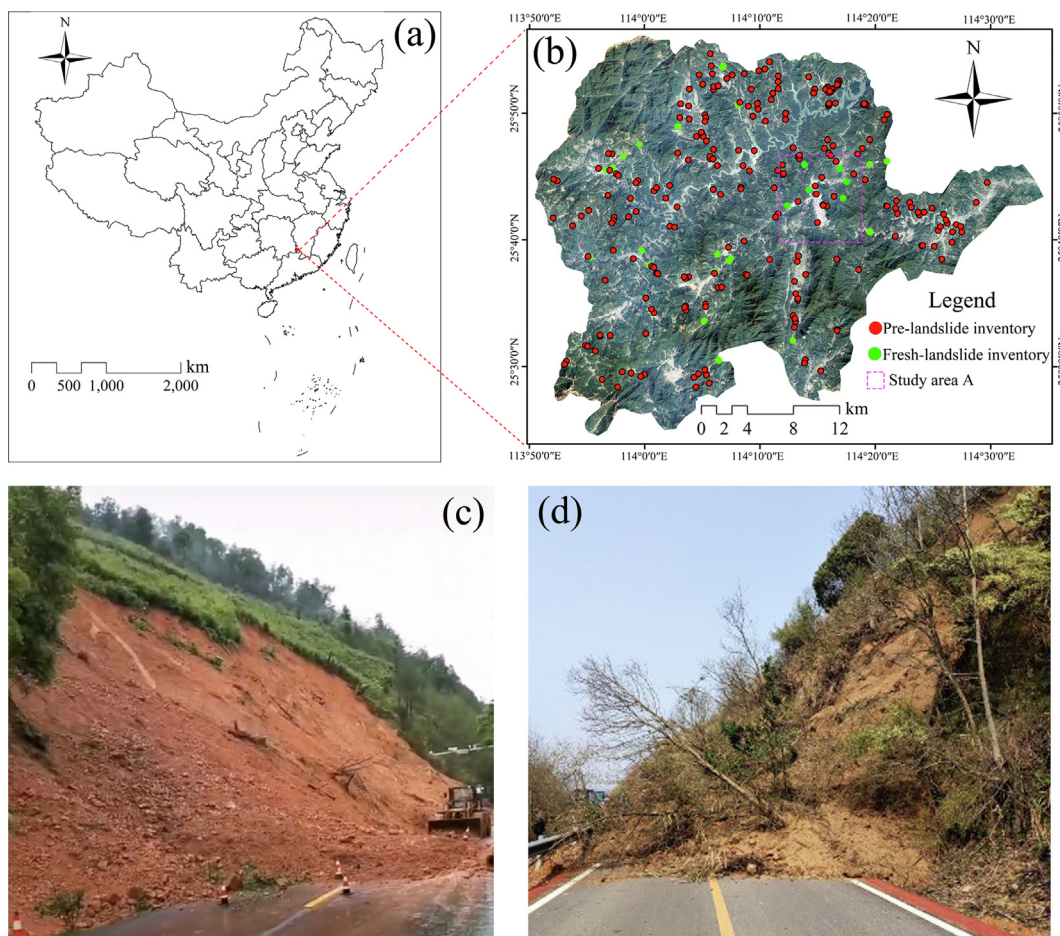 (a)
N
0 500 1,000 2,000
km
(b)
113°50'0"E 114°0'0"E 114°10'0"E 114°20'0"E 114°30'0"E
N
25°50'0"N
25°40'0"N
25°30'0"N
Legend
Pre-landslide inventory
Fresh-landslide inventory
Study area A
km
0 2 4 8 12
113°50'0"E 114°0'0"E 114°10'0"E 114°20'0"E 114°30'0"E
(c)
(d)